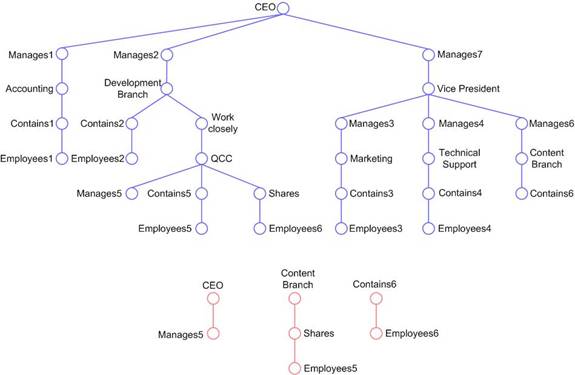 CEO
Manages1
Manages2
Manages7
Accounting
Development
Branch
Vice President
Contains1
Contains2
Work
closely
Manages3
Manages4
Manages6
Employees1
Employees2
QCC
Marketing
Technical
Support
Content
Branch
Manages5
Contains5
Shares
Contains3
Contains4
Contains6
Employees5
Employees6
Employees3
Employees4
CEO
Content
Branch
Contains6
Manages5
Shares
Employees6
Employees5